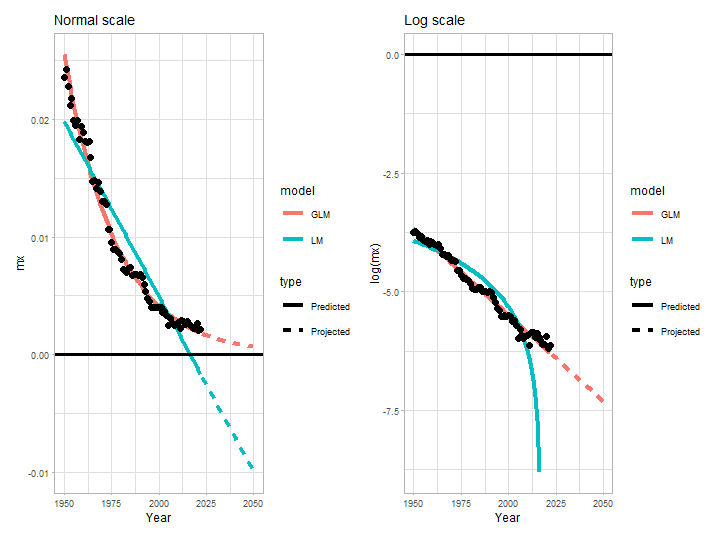 Normal scale
mx
0.02
0.01
0.00
-0.01
1950 1975 2000 2025 2050
Year
model
GLM
LM
type
Predicted
Projected
Log scale
log(mx)
0.0
-2.5
-5.0
-7.5
1950 1975 2000 2025 2050
Year
model
GLM
LM
type
Predicted
Projected